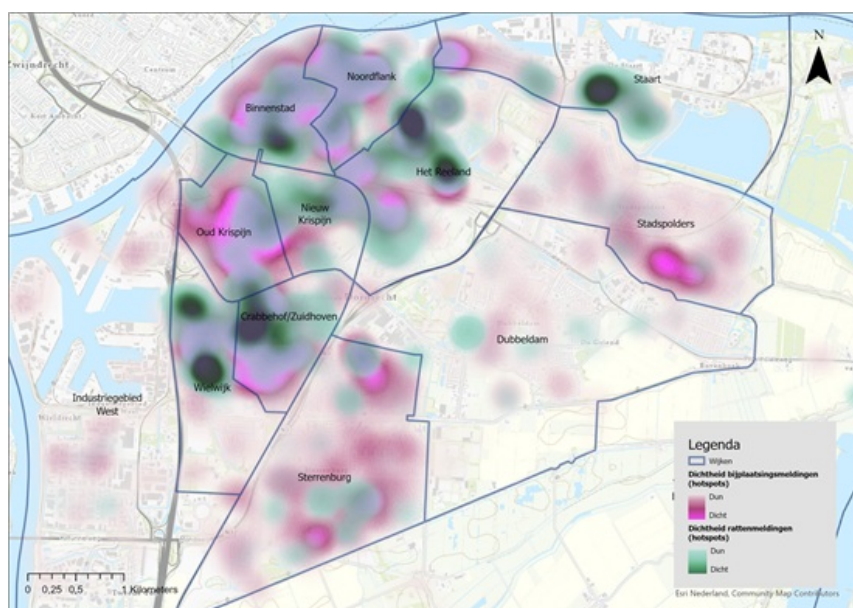 N
Zwijndrecht
Centrum
Staart
Noordflank
Staart
Binnenstad
Het Reeland
Nieuw
Krispijn
Oud Krispijn
Stadspolders
Crabbehof/Zuidhoven
Dubbeldam
Wielwijk
Industriegebied
West
Sterrenburg
Legenda
Wijken
Dichtheid bijplaatsingsmeldingen
(hotspots)
Dun
Dicht
Dichtheid rattenmeldingen
(hotspots)
Dun
Dicht
0 0,25 0,5 1 Kilometers
Esri Nederland, Community Map Contributors